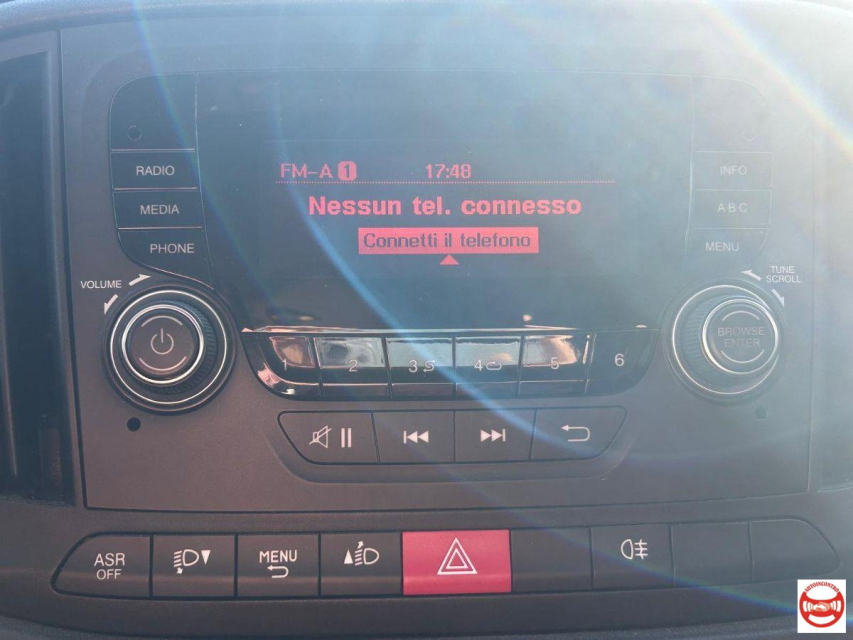 FM-A 1 17:48
Nessun tel. connesso
Connetti il telefono
RADIO
MEDIA
PHONE
INFO
A·B·C
MENU
VOLUME
TUNE
SCROLL
BROWSE
ENTER
1 2 3 4 5 6
ASR
OFF
MENU
AUTOINCONTRO